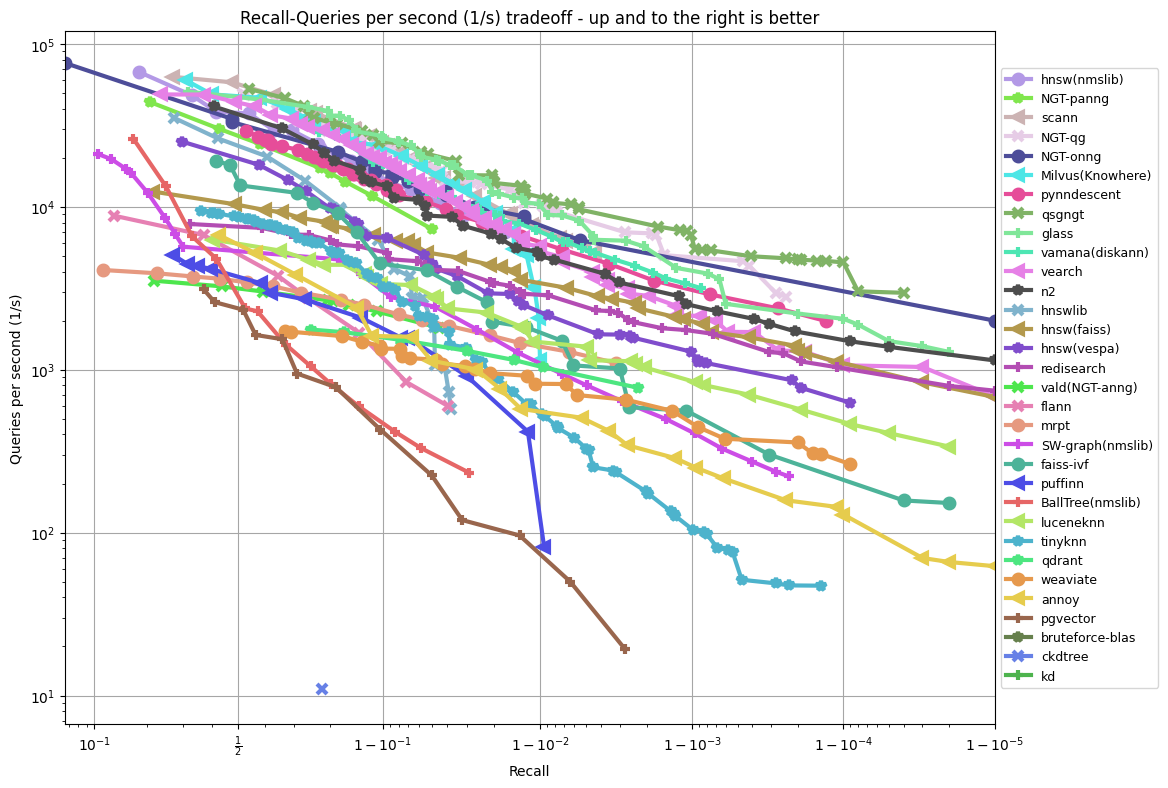 Recall-Queries per second (1/s) tradeoff - up and to the right is better
Queries per second (1/s)
10^5
10^4
10^3
10^2
10^1
10^-1
1/2
1 − 10^-1
1 − 10^-2
1 − 10^-3
1 − 10^-4
1 − 10^-5
Recall
hnsw(nmslib)
NGT-panng
scann
NGT-qg
NGT-onng
Milvus(Knowhere)
pynndescent
qsgngt
glass
vamana(diskann)
vearch
n2
hnswlib
hnsw(faiss)
hnsw(vespa)
redisearch
vald(NGT-anng)
flann
mrpt
SW-graph(nmslib)
faiss-ivf
puffinn
BallTree(nmslib)
luceneknn
tinyknn
qdrant
weaviate
annoy
pgvector
bruteforce-blas
ckdtree
kd